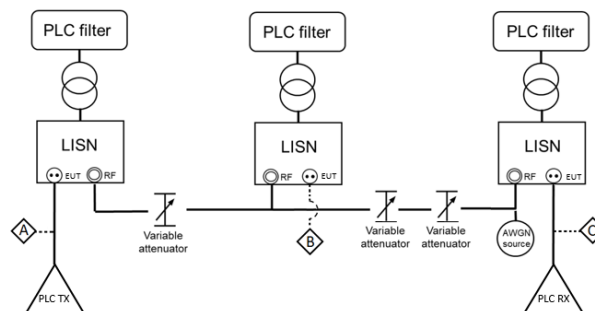 PLC filter
PLC filter
PLC filter
LISN
EUT
RF
LISN
RF
EUT
LISN
RF
EUT
A
Variable
attenuator
B
Variable
attenuator
Variable
attenuator
AWGN
source
C
PLC TX
PLC RX